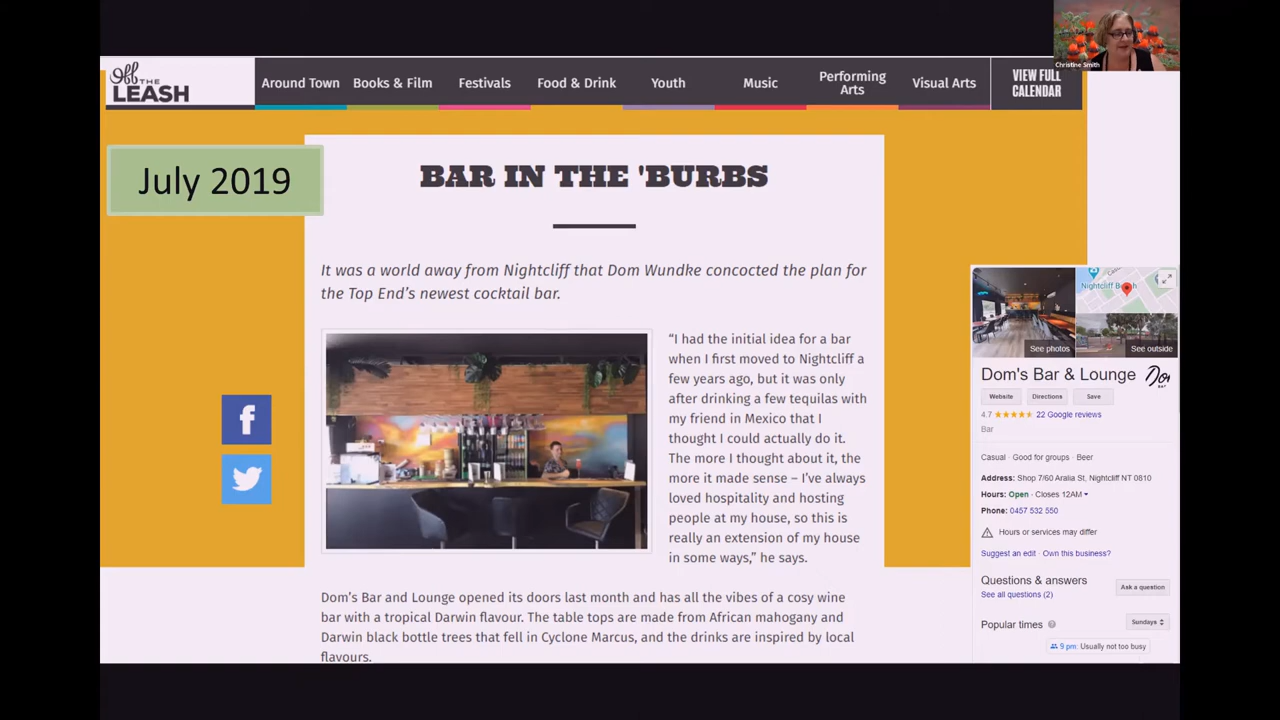 Christine Smith
Off THE
LEASH
Around Town
Books & Film
Festivals
Food & Drink
Youth
Music
Performing
Arts
Visual Arts
VIEW FULL
CALENDAR
July 2019
BAR IN THE 'BURBS
It was a world away from Nightcliff that Dom Wundke concocted the plan for
the Top End's newest cocktail bar.
“I had the initial idea for a bar
when I first moved to Nightcliff a
few years ago, but it was only
after drinking a few tequilas with
my friend in Mexico that I
thought I could actually do it.
The more I thought about it, the
more it made sense – I've always
loved hospitality and hosting
people at my house, so this is
really an extension of my house
in some ways,” he says.
Dom's Bar and Lounge opened its doors last month and has all the vibes of a cosy wine
bar with a tropical Darwin flavour. The table tops are made from African mahogany and
Darwin black bottle trees that fell in Cyclone Marcus, and the drinks are inspired by local
flavours.
Nightcliff Beach
See photos
See outside
Dom's Bar & Lounge
Website
Directions
Save
4.7
22 Google reviews
Bar
Casual · Good for groups · Beer
Address: Shop 7/60 Aralia St, Nightcliff NT 0810
Hours: Open · Closes 12AM
Phone: 0457 532 550
Hours or services may differ
Suggest an edit · Own this business?
Questions & answers
See all questions (2)
Ask a question
Popular times
Sundays
9 pm: Usually not too busy